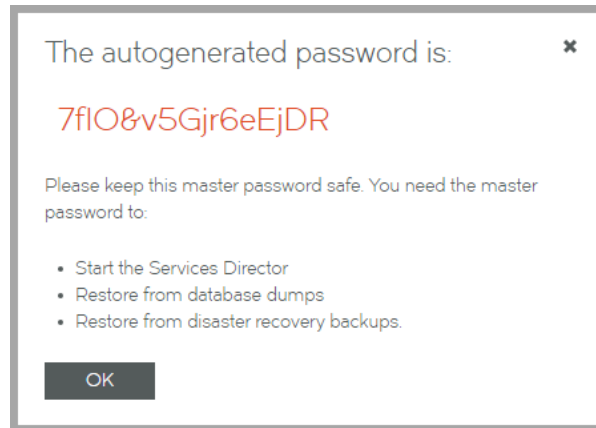 The autogenerated password is:
7fIO&v5Gjr6eEjDR
Please keep this master password safe. You need the master
password to:
• Start the Services Director
• Restore from database dumps
• Restore from disaster recovery backups.
OK